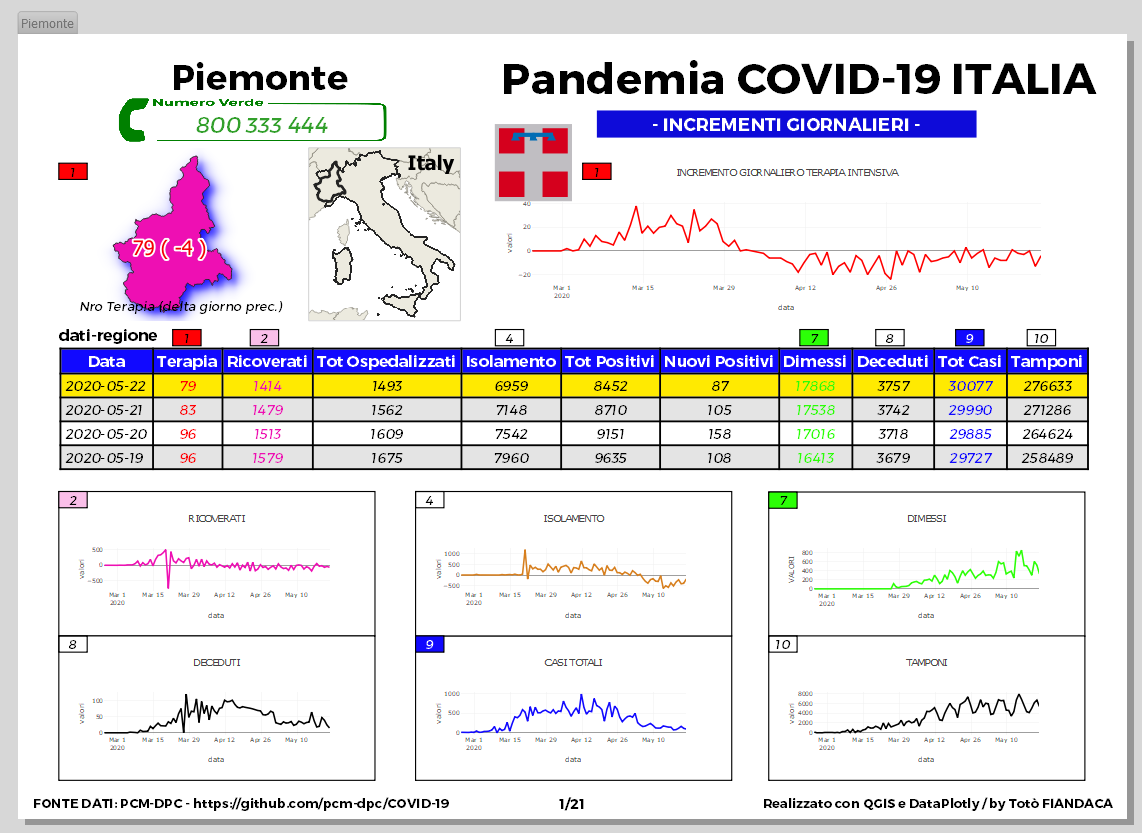 Piemonte
Piemonte
Numero Verde
800 333 444
Pandemia COVID-19 ITALIA
- INCREMENTI GIORNALIERI -
1
79 ( -4 )
Nro Terapia (delta giorno prec.)
Italy
1
INCREMENTO GIORNALIERO TERAPIA INTENSIVA
valori
40
20
0
−20
Mar 1
2020
Mar 15
Mar 29
Apr 12
Apr 26
May 10
data
dati-regione
1 2 4 7 8 9 10
Data Terapia Ricoverati Tot Ospedalizzati Isolamento Tot Positivi Nuovi Positivi Dimessi Deceduti Tot Casi Tamponi
2020-05-22 79 1414 1493 6959 8452 87 17868 3757 30077 276633
2020-05-21 83 1479 1562 7148 8710 105 17538 3742 29990 271286
2020-05-20 96 1513 1609 7542 9151 158 17016 3718 29885 264624
2020-05-19 96 1579 1675 7960 9635 108 16413 3679 29727 258489
2
RICOVERATI
valori
500
0
−500
Mar 1
2020
Mar 15
Mar 29
Apr 12
Apr 26
May 10
data
4
ISOLAMENTO
valori
1000
500
0
−500
Mar 1
2020
Mar 15
Mar 29
Apr 12
Apr 26
May 10
data
7
DIMESSI
VALORI
800
600
400
200
0
Mar 1
2020
Mar 15
Mar 29
Apr 12
Apr 26
May 10
data
8
DECEDUTI
valori
100
50
0
Mar 1
2020
Mar 15
Mar 29
Apr 12
Apr 26
May 10
data
9
CASI TOTALI
valori
1000
500
0
Mar 1
2020
Mar 15
Mar 29
Apr 12
Apr 26
May 10
data
10
TAMPONI
valori
8000
6000
4000
2000
0
Mar 1
2020
Mar 15
Mar 29
Apr 12
Apr 26
May 10
data
FONTE DATI: PCM-DPC - https://github.com/pcm-dpc/COVID-19
1/21
Realizzato con QGIS e DataPlotly / by Totò FIANDACA